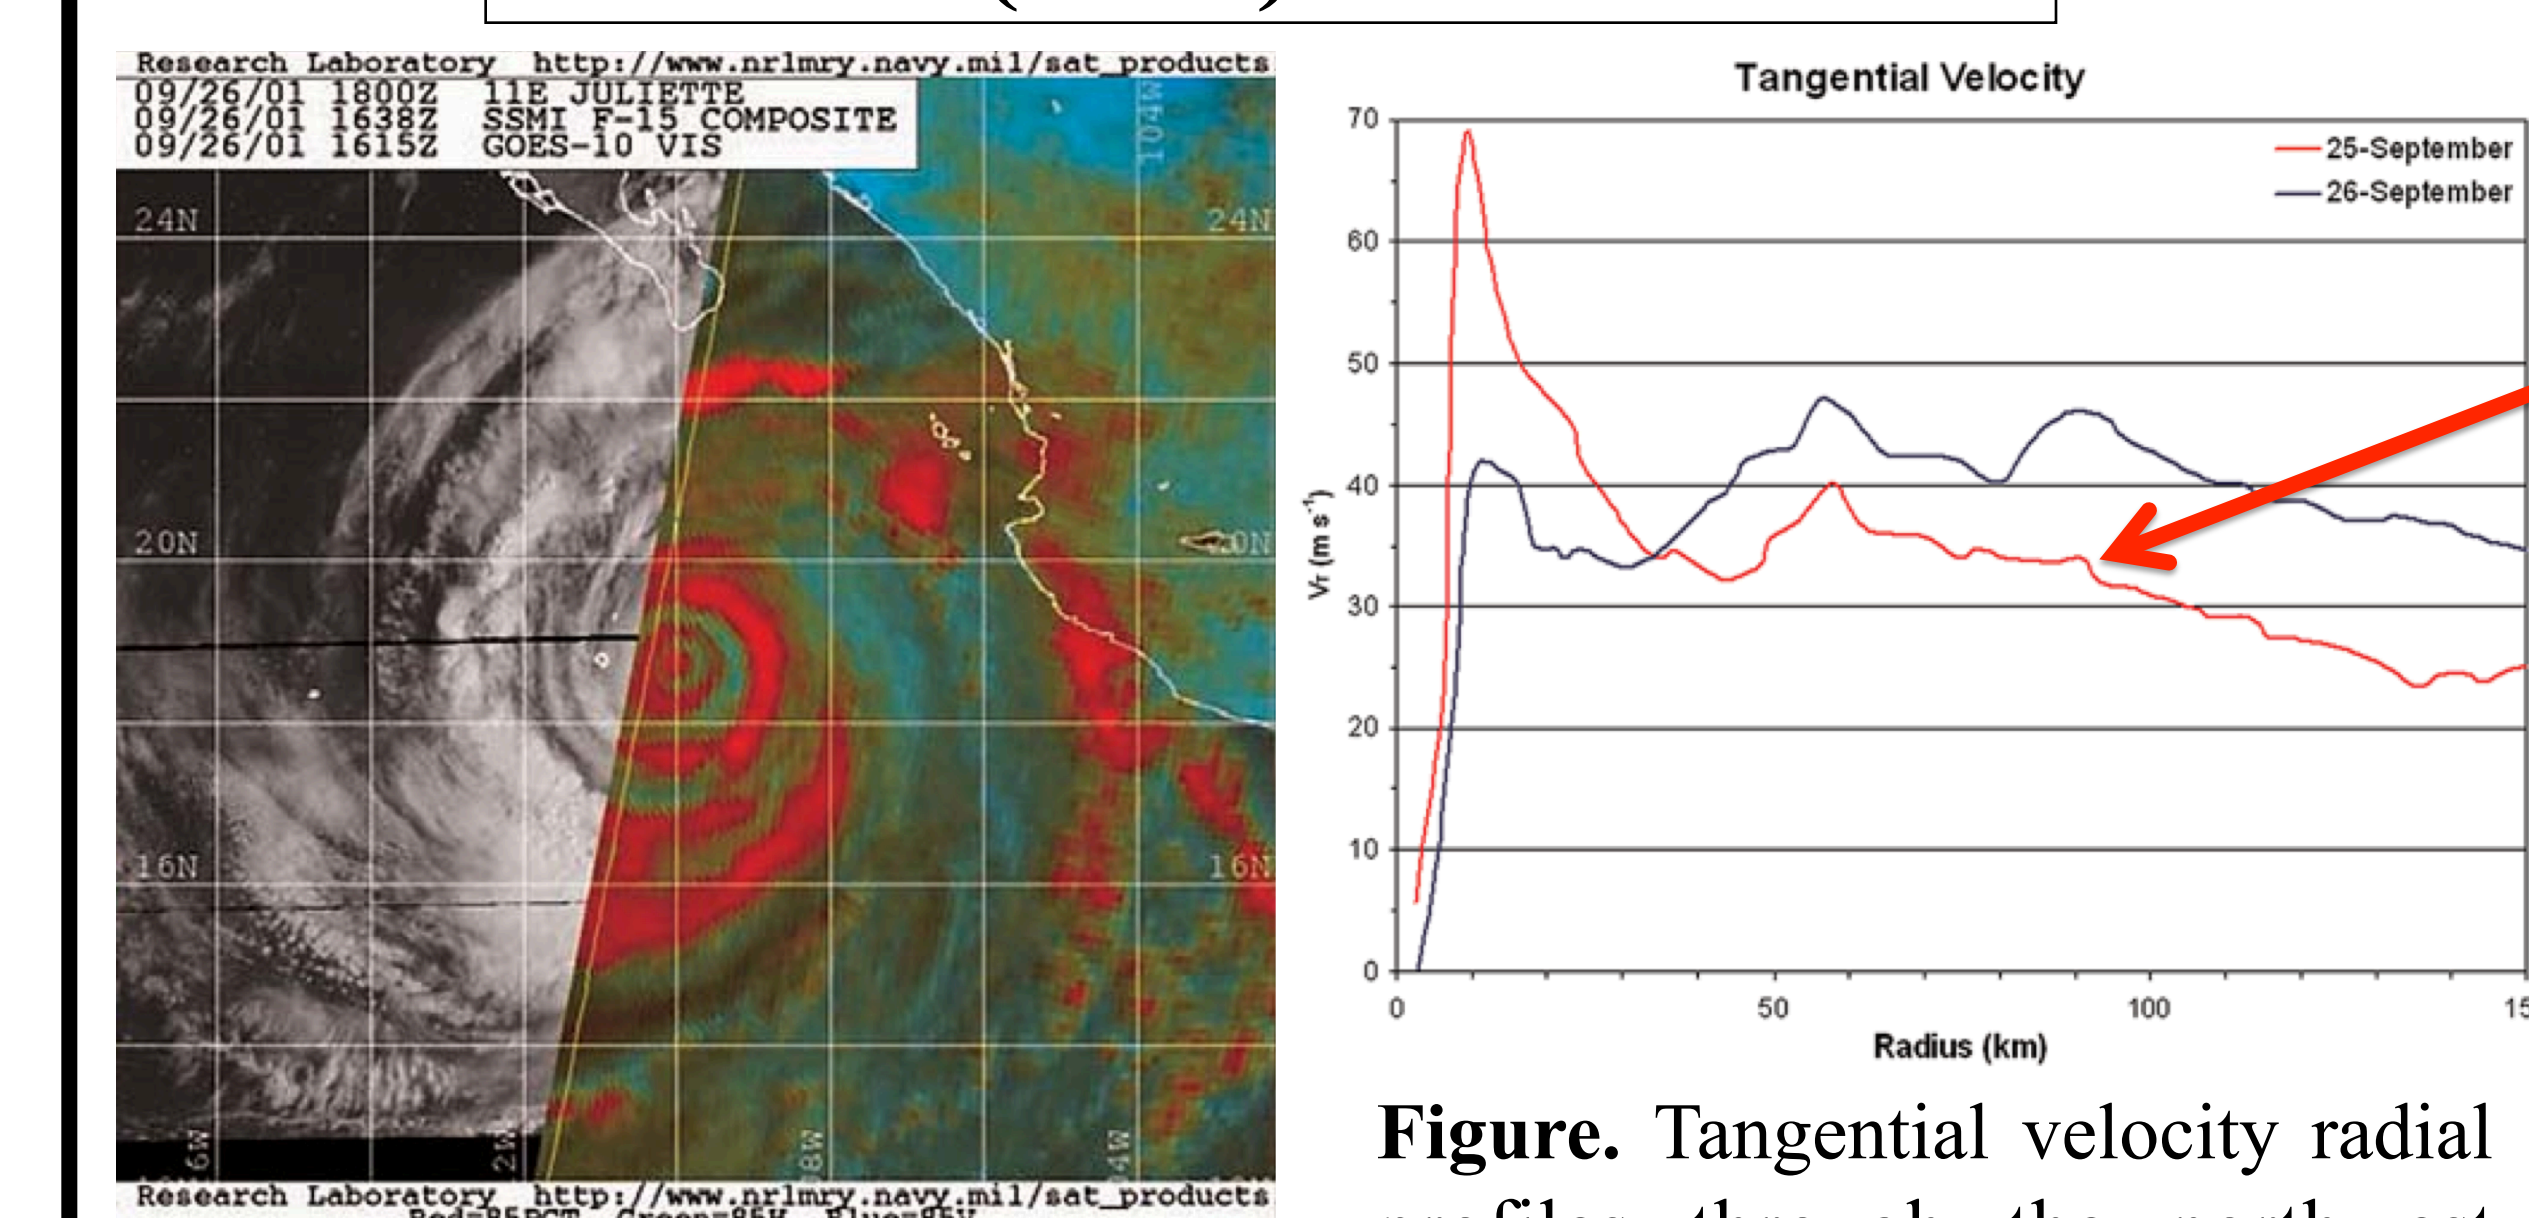 Research Laboratory http://www.nrlmry.navy.mil/sat_products
09/26/01 1800Z 11E JULIETTE
09/26/01 1638Z SSMI F-15 COMPOSITE
09/26/01 1615Z GOES-10 VIS
104W
24N 24N
20N 20N
16N 16N
Research Laboratory http://www.nrlmry.navy.mil/sat_products
Tangential Velocity
25-September
26-September
70
60
50
40
30
20
10
0
VT (m s-1)
0 50 100
Radius (km)
Figure. Tangential velocity radial